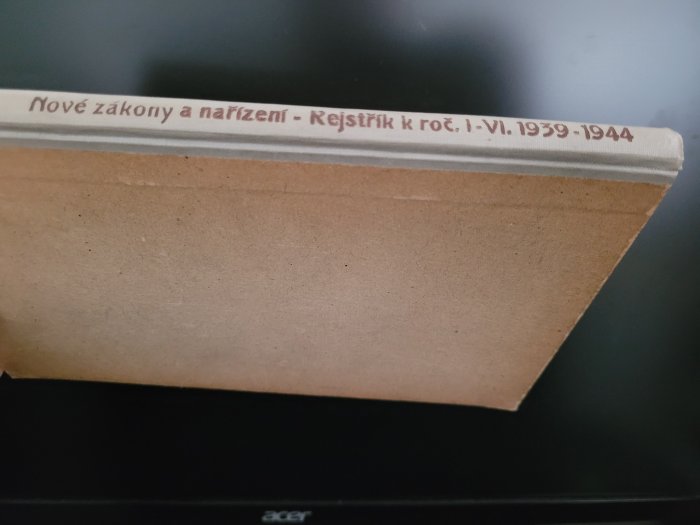 Nové zákony a nařízení - Rejstřík k roč. I-VI. 1939-1944
acer